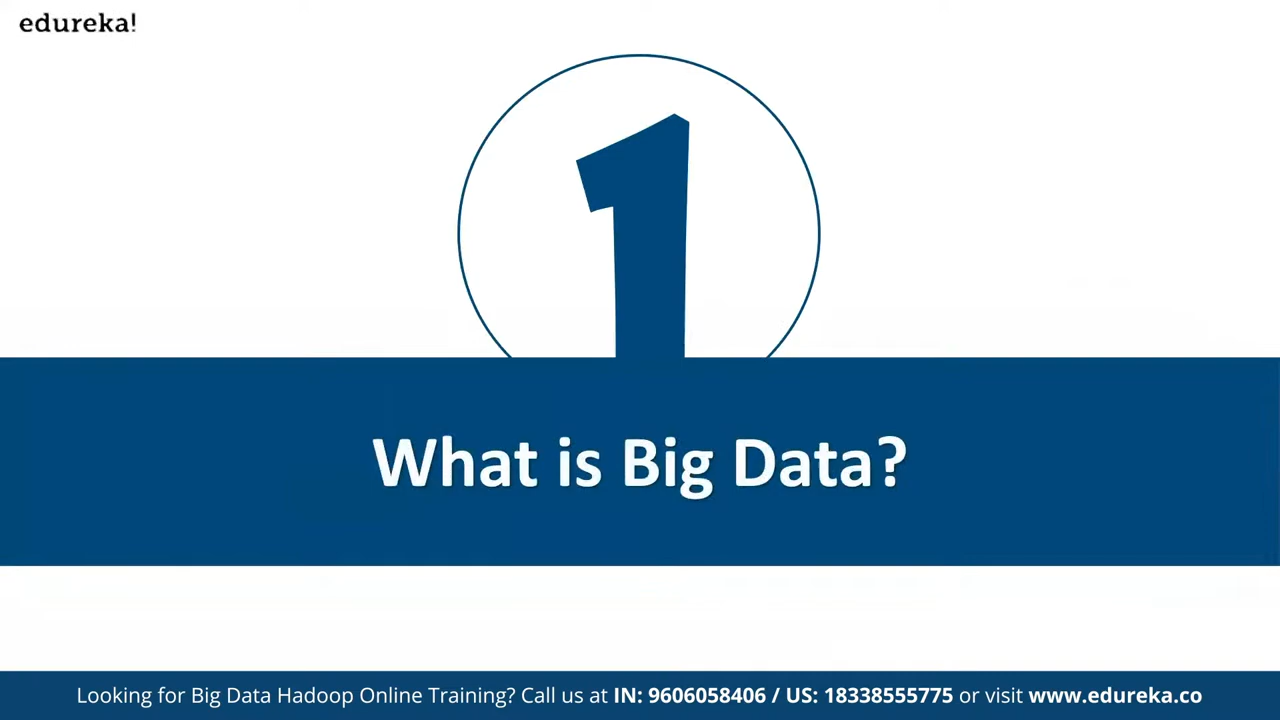 edureka!
1
What is Big Data?
Looking for Big Data Hadoop Online Training? Call us at IN: 9606058406 / US: 18338555775 or visit www.edureka.co